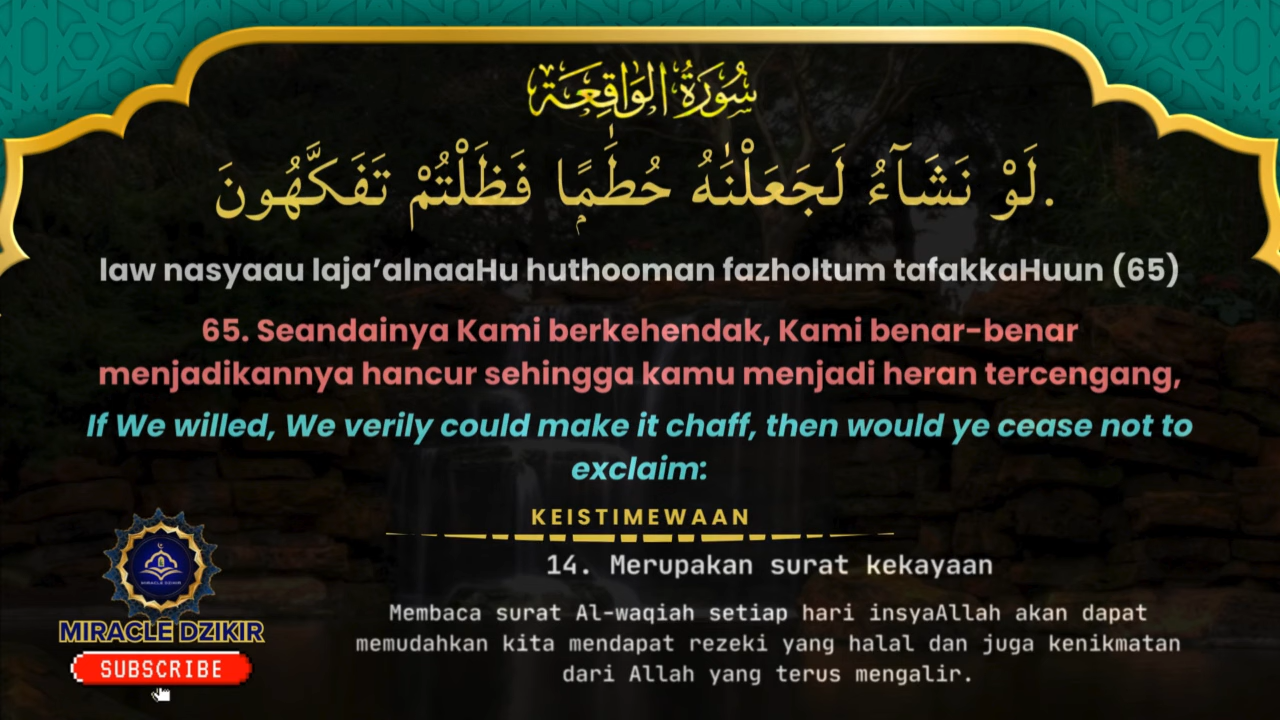 سُورَةُ الْوَاقِعَة
لَوْ نَشَآءُ لَجَعَلْنَٰهُ حُطَٰمًۭا فَظَلْتُمْ تَفَكَّهُونَ.
law nasyaau laja’alnaaHu huthooman fazholtum tafakkaHuun (65)
65. Seandainya Kami berkehendak, Kami benar-benar
menjadikannya hancur sehingga kamu menjadi heran tercengang,
If We willed, We verily could make it chaff, then would ye cease not to
exclaim:
KEISTIMEWAAN
14. Merupakan surat kekayaan
Membaca surat Al-waqiah setiap hari insyaAllah akan dapat
memudahkan kita mendapat rezeki yang halal dan juga kenikmatan
dari Allah yang terus mengalir.
MIRACLE DZIKIR
MIRACLE DZIKIR
SUBSCRIBE